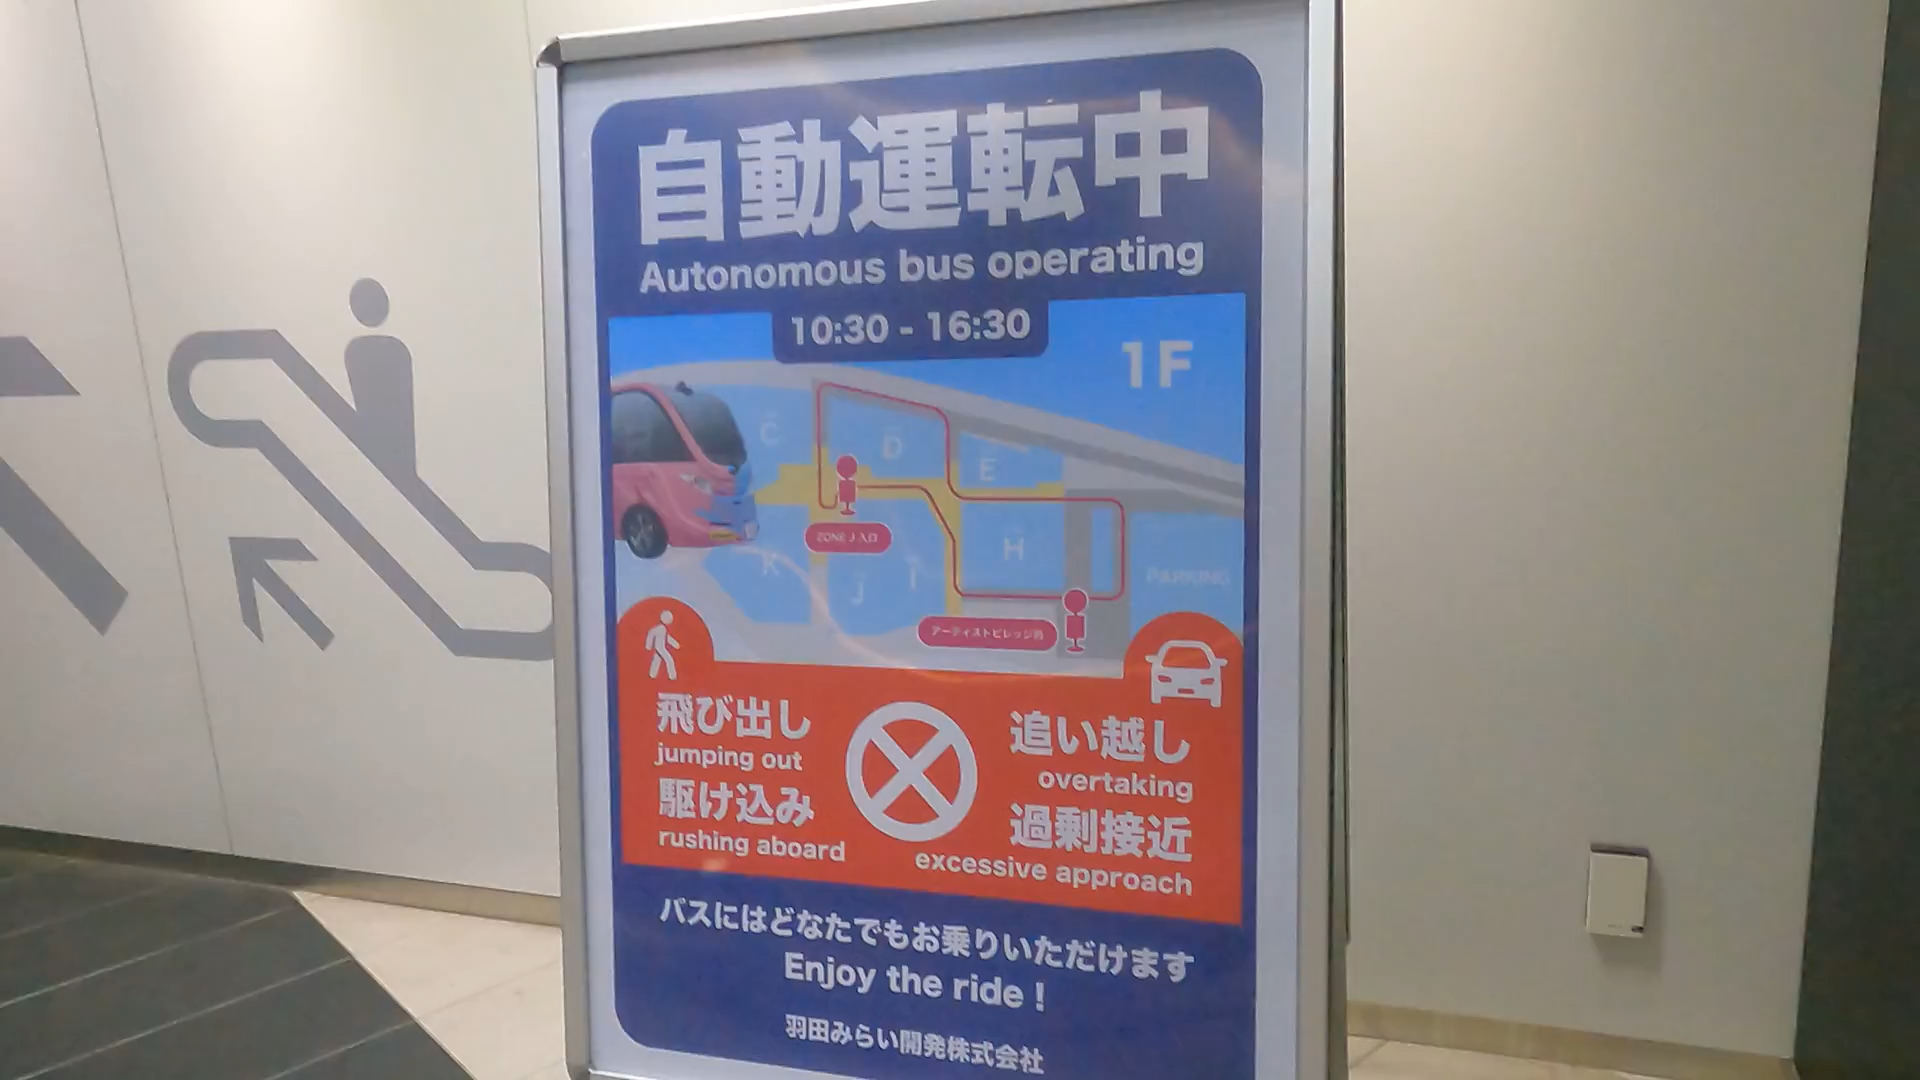 自動運転中
Autonomous bus operating
10:30 - 16:30
1F
C
D
E
ZONE J 入口
H
K
J
I
PARKING
アーティストビレッジ前
飛び出し
jumping out
駆け込み
rushing aboard
追い越し
overtaking
過剰接近
excessive approach
バスにはどなたでもお乗りいただけます
Enjoy the ride !
羽田みらい開発株式会社